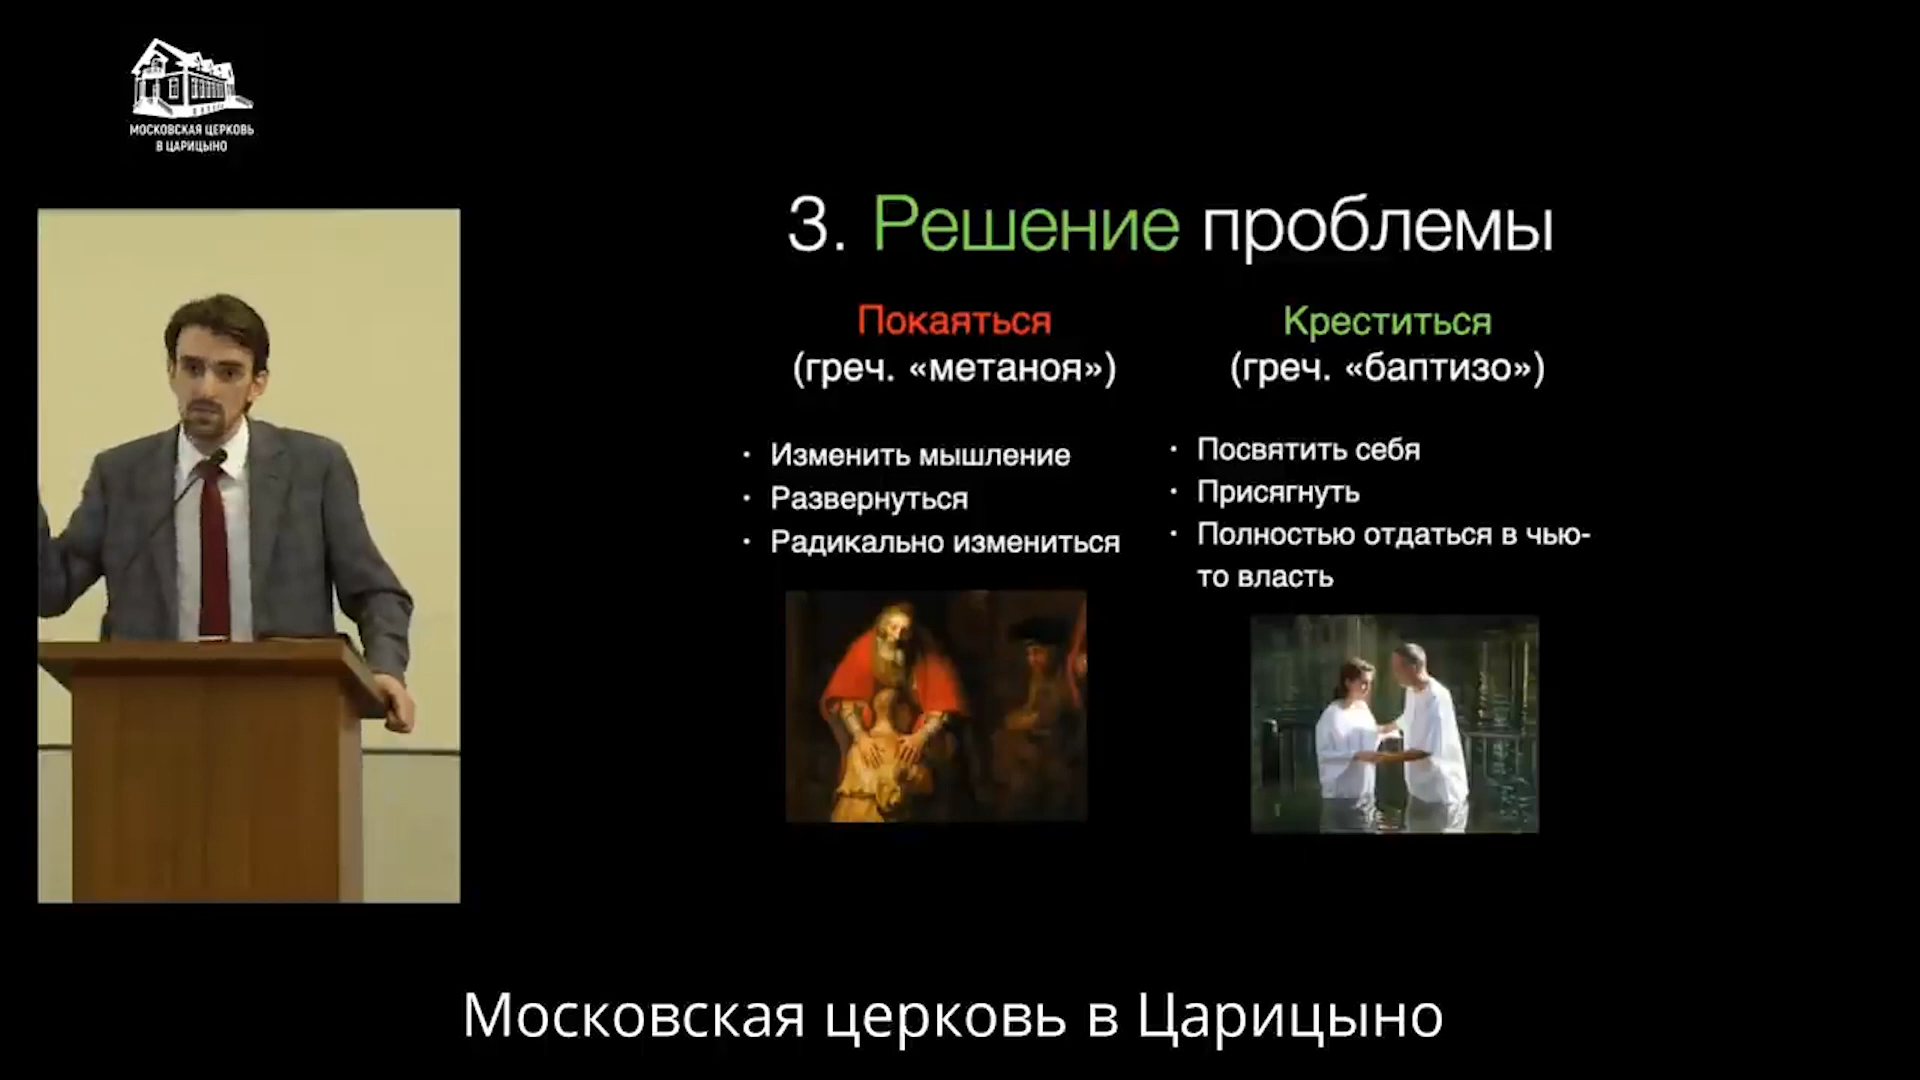 МОСКОВСКАЯ ЦЕРКОВЬ
В ЦАРИЦЫНО
3. Решение проблемы
Покаяться
(греч. «метаноя»)
· Изменить мышление
· Развернуться
· Радикально измениться
Креститься
(греч. «баптизо»)
· Посвятить себя
· Присягнуть
· Полностью отдаться в чью-
то власть
Московская церковь в Царицыно